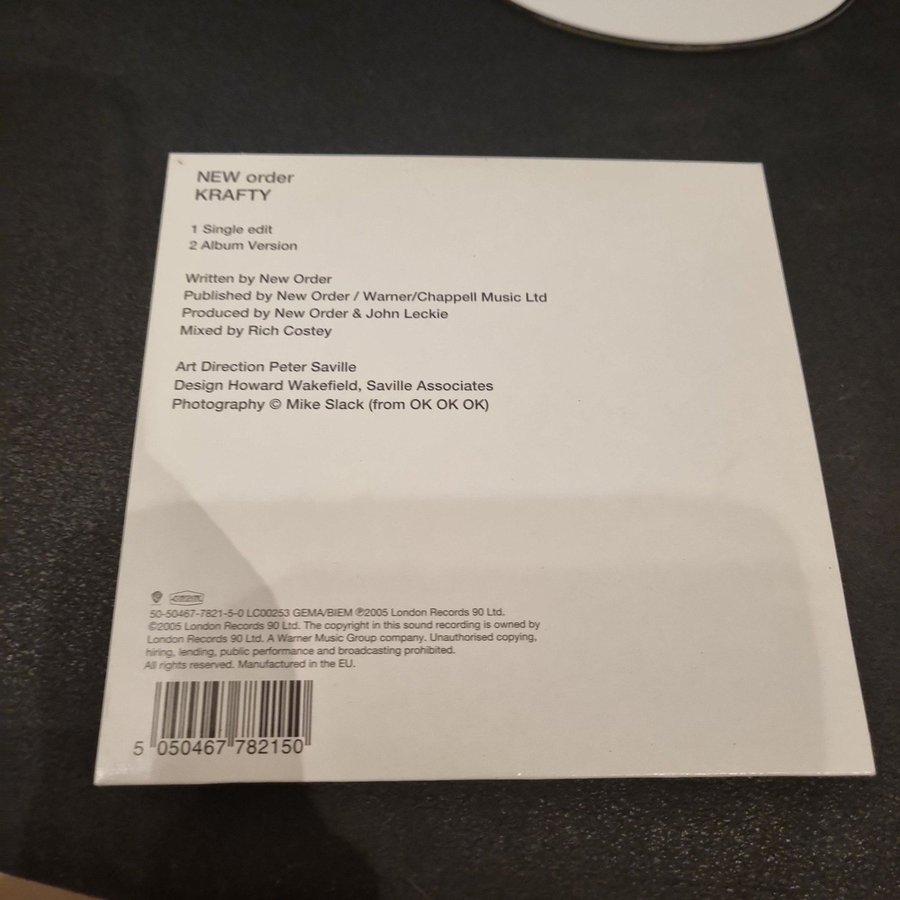 NEW order
KRAFTY
1 Single edit
2 Album Version
Written by New Order
Published by New Order / Warner/Chappell Music Ltd
Produced by New Order & John Leckie
Mixed by Rich Costey
Art Direction Peter Saville
Design Howard Wakefield, Saville Associates
Photography © Mike Slack (from OK OK OK)
50-50467-7821-5-0 LC00253 GEMA/BIEM ℗2005 London Records 90 Ltd.
©2005 London Records 90 Ltd. The copyright in this sound recording is owned by
London Records 90 Ltd. A Warner Music Group company. Unauthorised copying,
hiring, lending, public performance and broadcasting prohibited.
All rights reserved. Manufactured in the EU.
5 050467 782150